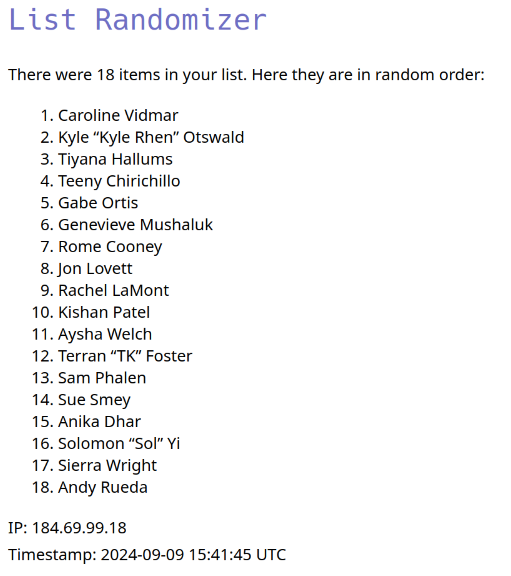 List Randomizer
There were 18 items in your list. Here they are in random order:
1. Caroline Vidmar
2. Kyle “Kyle Rhen” Otswald
3. Tiyana Hallums
4. Teeny Chirichillo
5. Gabe Ortis
6. Genevieve Mushaluk
7. Rome Cooney
8. Jon Lovett
9. Rachel LaMont
10. Kishan Patel
11. Aysha Welch
12. Terran “TK” Foster
13. Sam Phalen
14. Sue Smey
15. Anika Dhar
16. Solomon “Sol” Yi
17. Sierra Wright
18. Andy Rueda
IP: 184.69.99.18
Timestamp: 2024-09-09 15:41:45 UTC